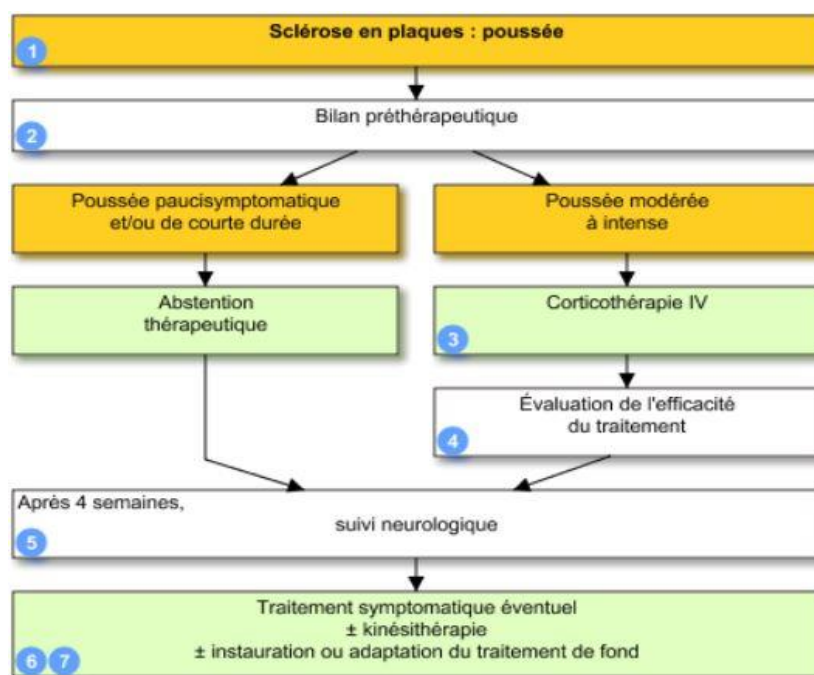 Sclérose en plaques : poussée
1
Bilan préthérapeutique
2
Poussée paucisymptomatique
et/ou de courte durée
Poussée modérée
à intense
Abstention
thérapeutique
Corticothérapie IV
3
Évaluation de l'efficacité
du traitement
4
Après 4 semaines,
suivi neurologique
5
Traitement symptomatique éventuel
± kinésithérapie
± instauration ou adaptation du traitement de fond
6 7